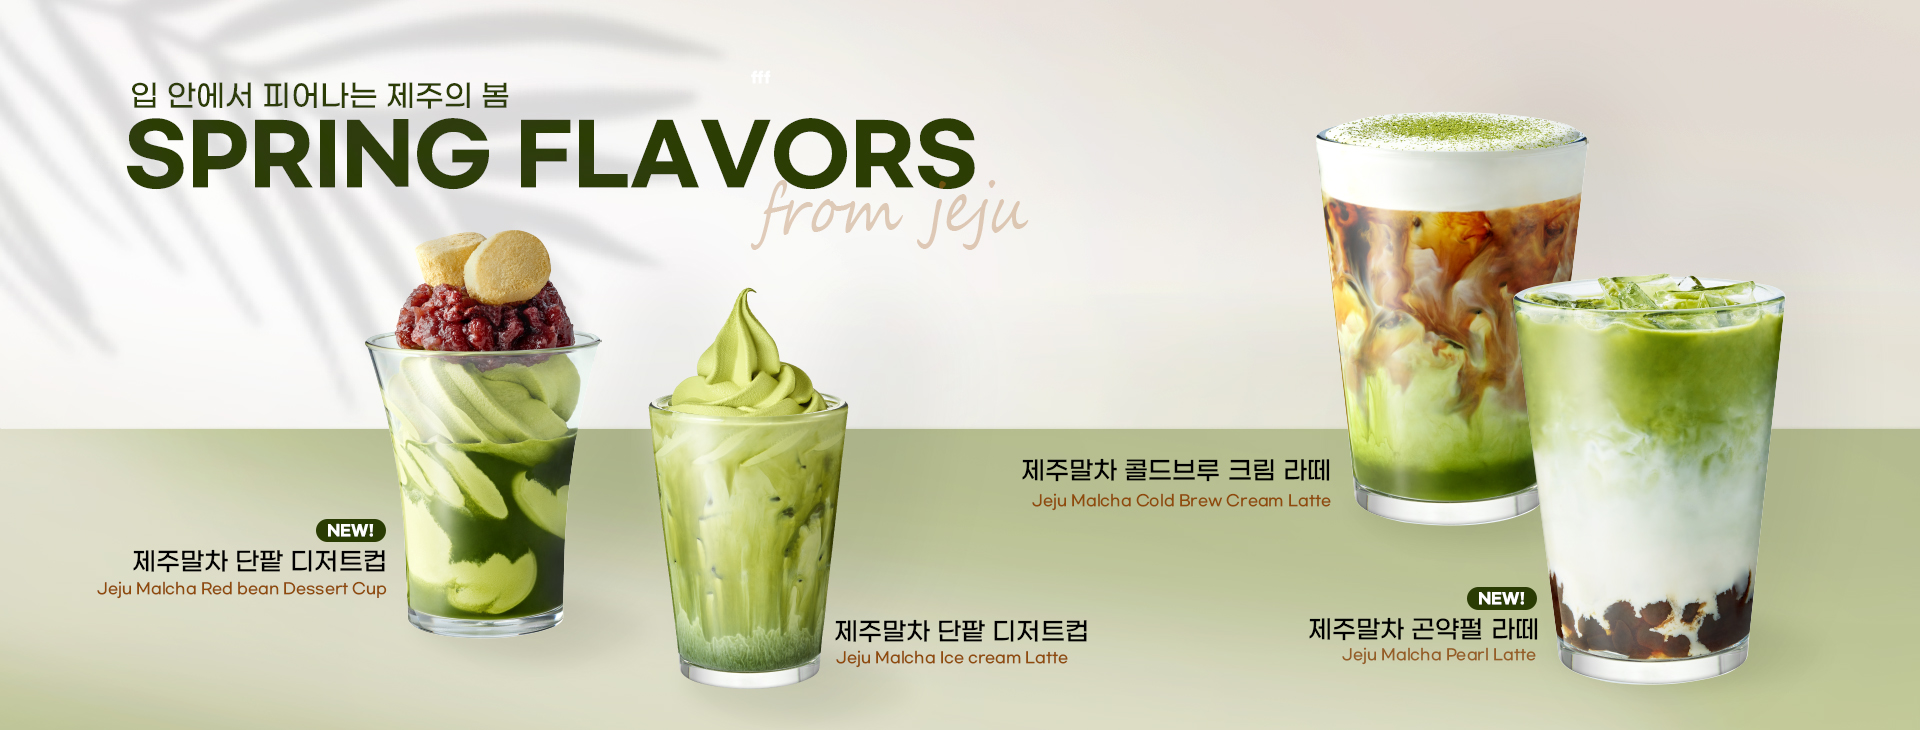 입 안에서 피어나는 제주의 봄
fff
SPRING FLAVORS
from jeju
NEW!
제주말차 단팥 디저트컵
Jeju Malcha Red bean Dessert Cup
제주말차 단팥 디저트컵
Jeju Malcha Ice cream Latte
제주말차 콜드브루 크림 라떼
Jeju Malcha Cold Brew Cream Latte
NEW!
제주말차 곤약펄 라떼
Jeju Malcha Pearl Latte